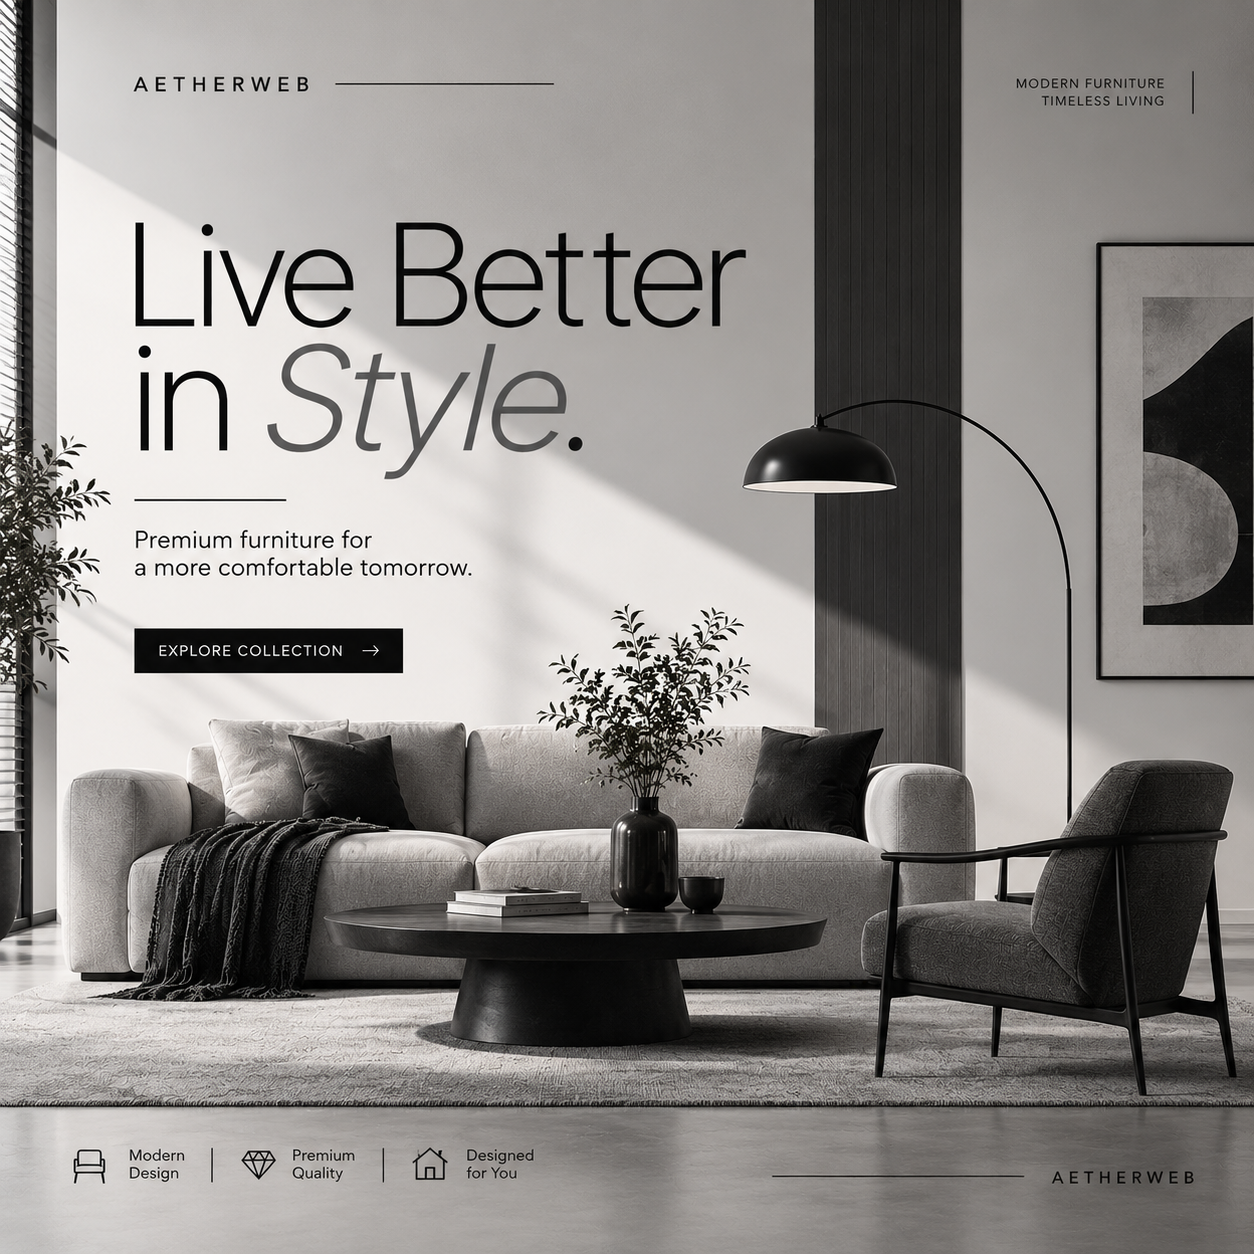 AETHERWEB
MODERN FURNITURE
TIMELESS LIVING
Live Better
in Style.
Premium furniture for
a more comfortable tomorrow.
EXPLORE COLLECTION →
Modern
Design
Premium
Quality
Designed
for You
AETHERWEB